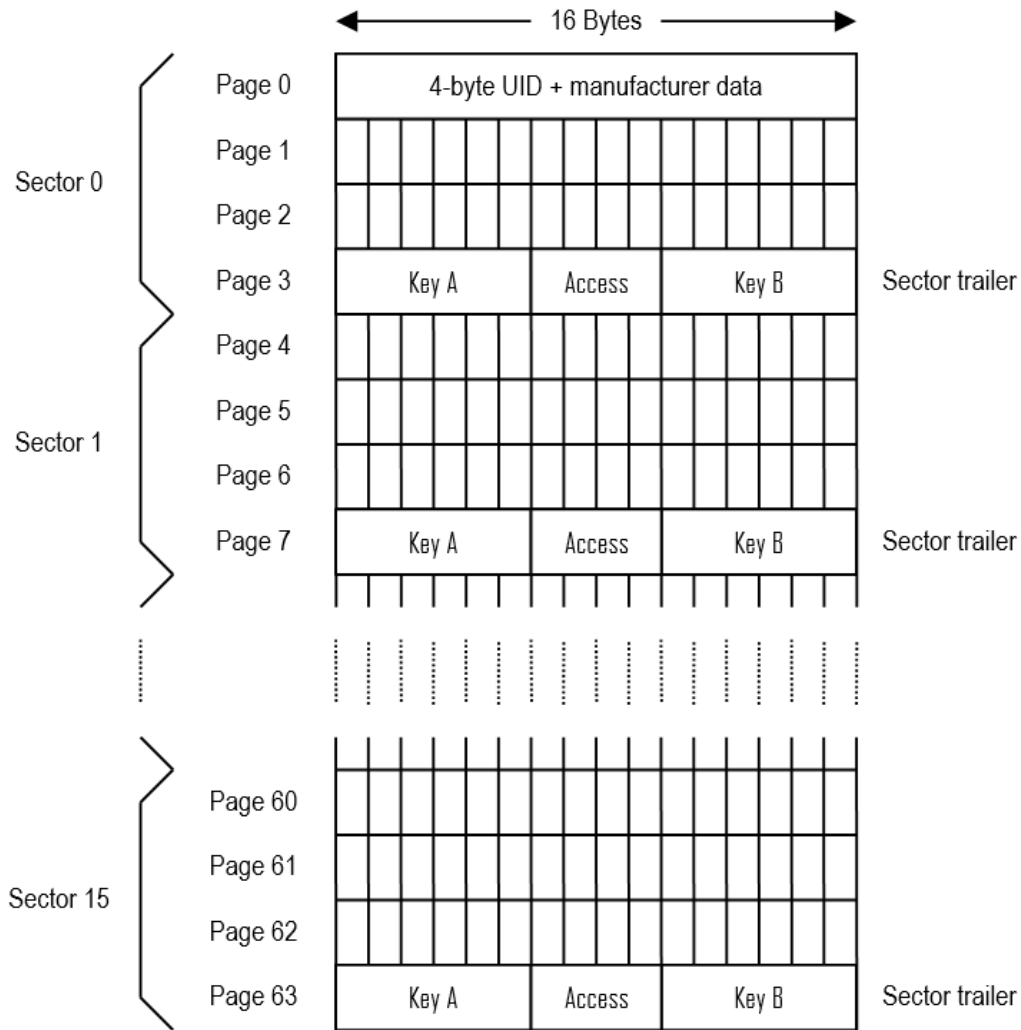 16 Bytes
Page 0 4-byte UID + manufacturer data
Page 1
Sector 0
Page 2
Page 3 Key A Access Key B Sector trailer
Page 4
Page 5
Sector 1
Page 6
Page 7 Key A Access Key B Sector trailer
Page 60
Page 61
Sector 15
Page 62
Page 63 Key A Access Key B Sector trailer